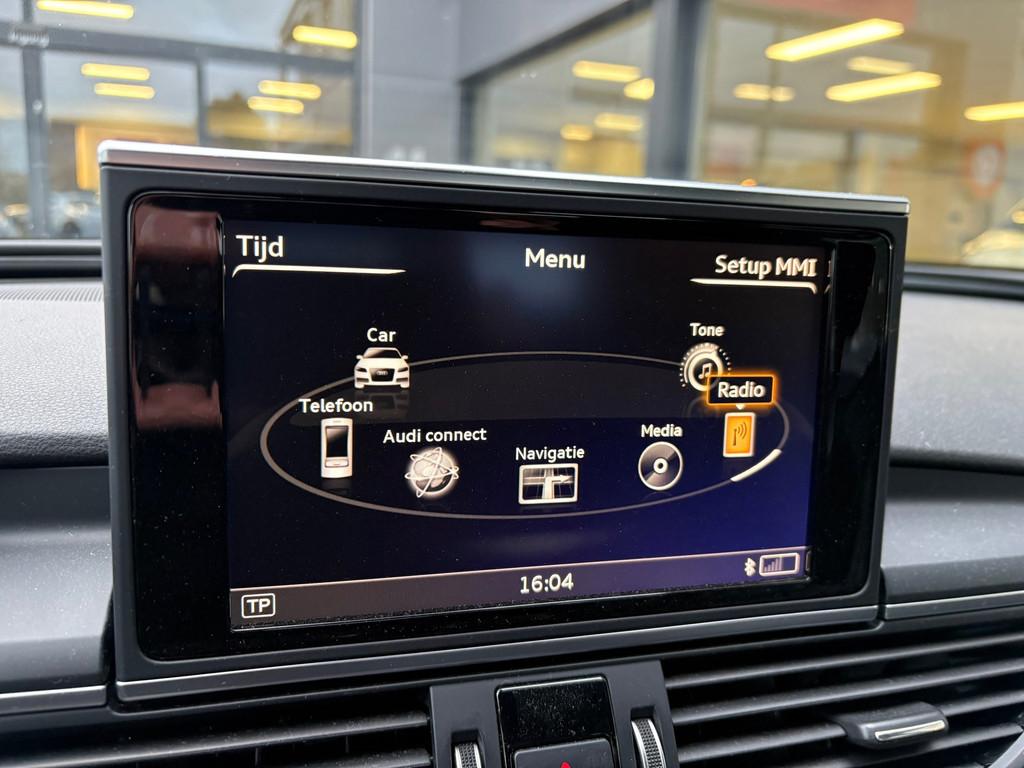 Tijd
Menu
Setup MMI
Car
Tone
Radio
Telefoon
Audi connect
Navigatie
Media
16:04
TP